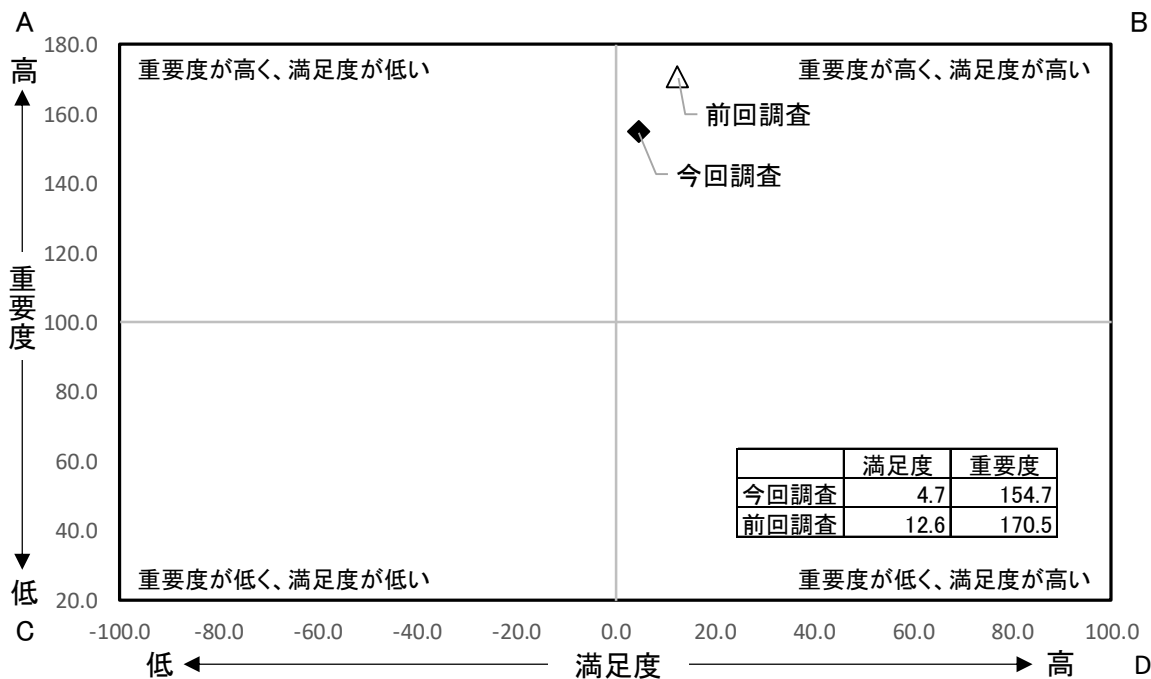 A
B
180.0
高
重要度が高く、満足度が低い
重要度が高く、満足度が高い
160.0
前回調査
140.0
今回調査
120.0
重要度
100.0
80.0
60.0
満足度 重要度
今回調査 4.7 154.7
40.0
前回調査 12.6 170.5
低
重要度が低く、満足度が低い
重要度が低く、満足度が高い
20.0
C
-100.0 -80.0 -60.0 -40.0 -20.0 0.0 20.0 40.0 60.0 80.0 100.0
低 満足度 高
D